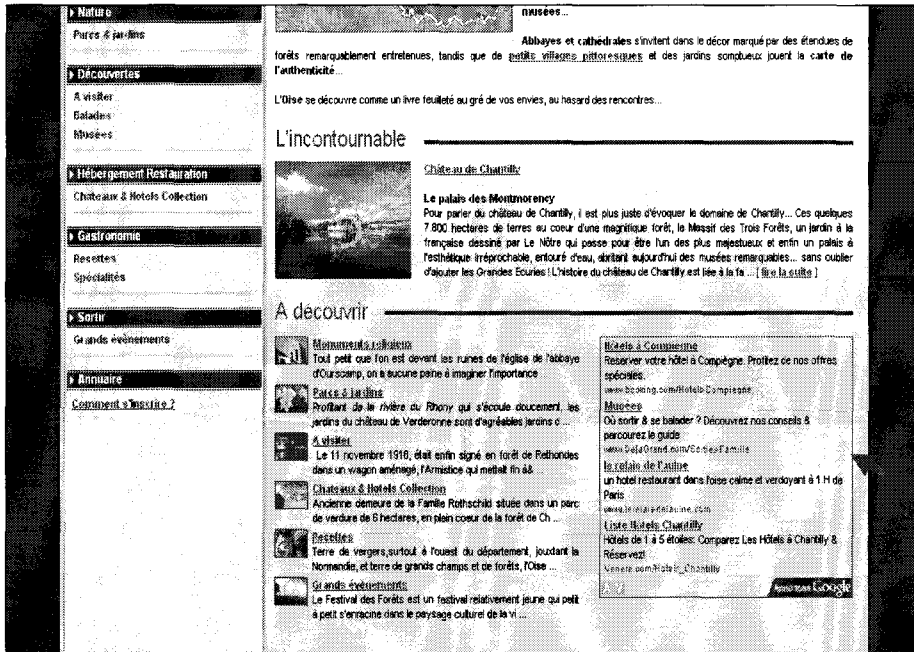 Nature
Parcs & jardins
Découvertes
A visiter
Balades
Musées
Hébergement Restauration
Chateaux & Hotels Collection
Gastronomie
Recettes
Spécialités
Sortir
Grands évènements
Annuaire
Comment s'inscrire ?
musées...
Abbayes et cathédrales s'invitent dans le décor marqué par des étendues de
forêts remarquablement entretenues, tandis que de petits villages pittoresques et des jardins somptueux jouent la carte de
l'authenticité...
L'Oise se découvre comme un livre feuilleté au gré de vos envies, au hasard des rencontres...
L'incontournable
Château de Chantilly
Le palais des Montmorency
Pour parler du château de Chantilly, il est plus juste d'évoquer le domaine de Chantilly... Ces quelques
7.800 hectares de terres au coeur d'une magnifique forêt, le Massif des Trois Forêts, un jardin à la
française dessiné par Le Nôtre qui passe pour être l'un des plus majestueux et enfin un palais à
l'esthétique irréprochable, entouré d'eau, abritant aujourd'hui des musées remarquables... sans oublier
d'ajouter les Grandes Ecuries ! L'histoire du château de Chantilly est liée à la fa ...[ lire la suite ]
A découvrir
Monuments religieux
Tout petit que l'on est devant les ruines de l'église de l'abbaye
d'Ourscamp, on a aucune peine à imaginer l'importance
Parcs & jardins
Profitant de la rivière du Rhony qui s'écoule doucement, les
jardins du château de Verderonne sont d'agréables jardins d ...
A visiter
Le 11 novembre 1918, était enfin signé en forêt de Rethondes
dans un wagon aménagé, l'Armistice qui mettait fin à&
Chateaux & Hotels Collection
Ancienne demeure de la Famille Rothschild située dans un parc
de verdure de 6 hectares, en plein coeur de la forêt de Ch ...
Recettes
Terre de vergers,surtout à l'ouest du département, jouxtant la
Normandie, et terre de grands champs et de forêts, l'Oise ...
Grands évènements
Le Festival des Forêts est un festival relativement jeune qui petit
à petit s'enracine dans le paysage culturel de la vi ...
Hôtels à Compiegne
Reserver votre hôtel à Compiègne. Profitez de nos offres
spéciales.
www.booking.com/Hotels-Compiegne
Musées
Où sortir & se balader ? Découvrez nos conseils &
parcourez le guide
www.DejaGrand.com/SortiesFamille
le relais de l'aulne
un hotel restaurant dans l'oise calme et verdoyant à 1 H de
Paris
www.lerelaisdelaulne.com
Liste Hotels Chantilly
Hôtels de 1 à 5 étoiles: Comparez Les Hôtels à Chantilly &
Réservez!
Venere.com/Hotels_Chantilly
Google